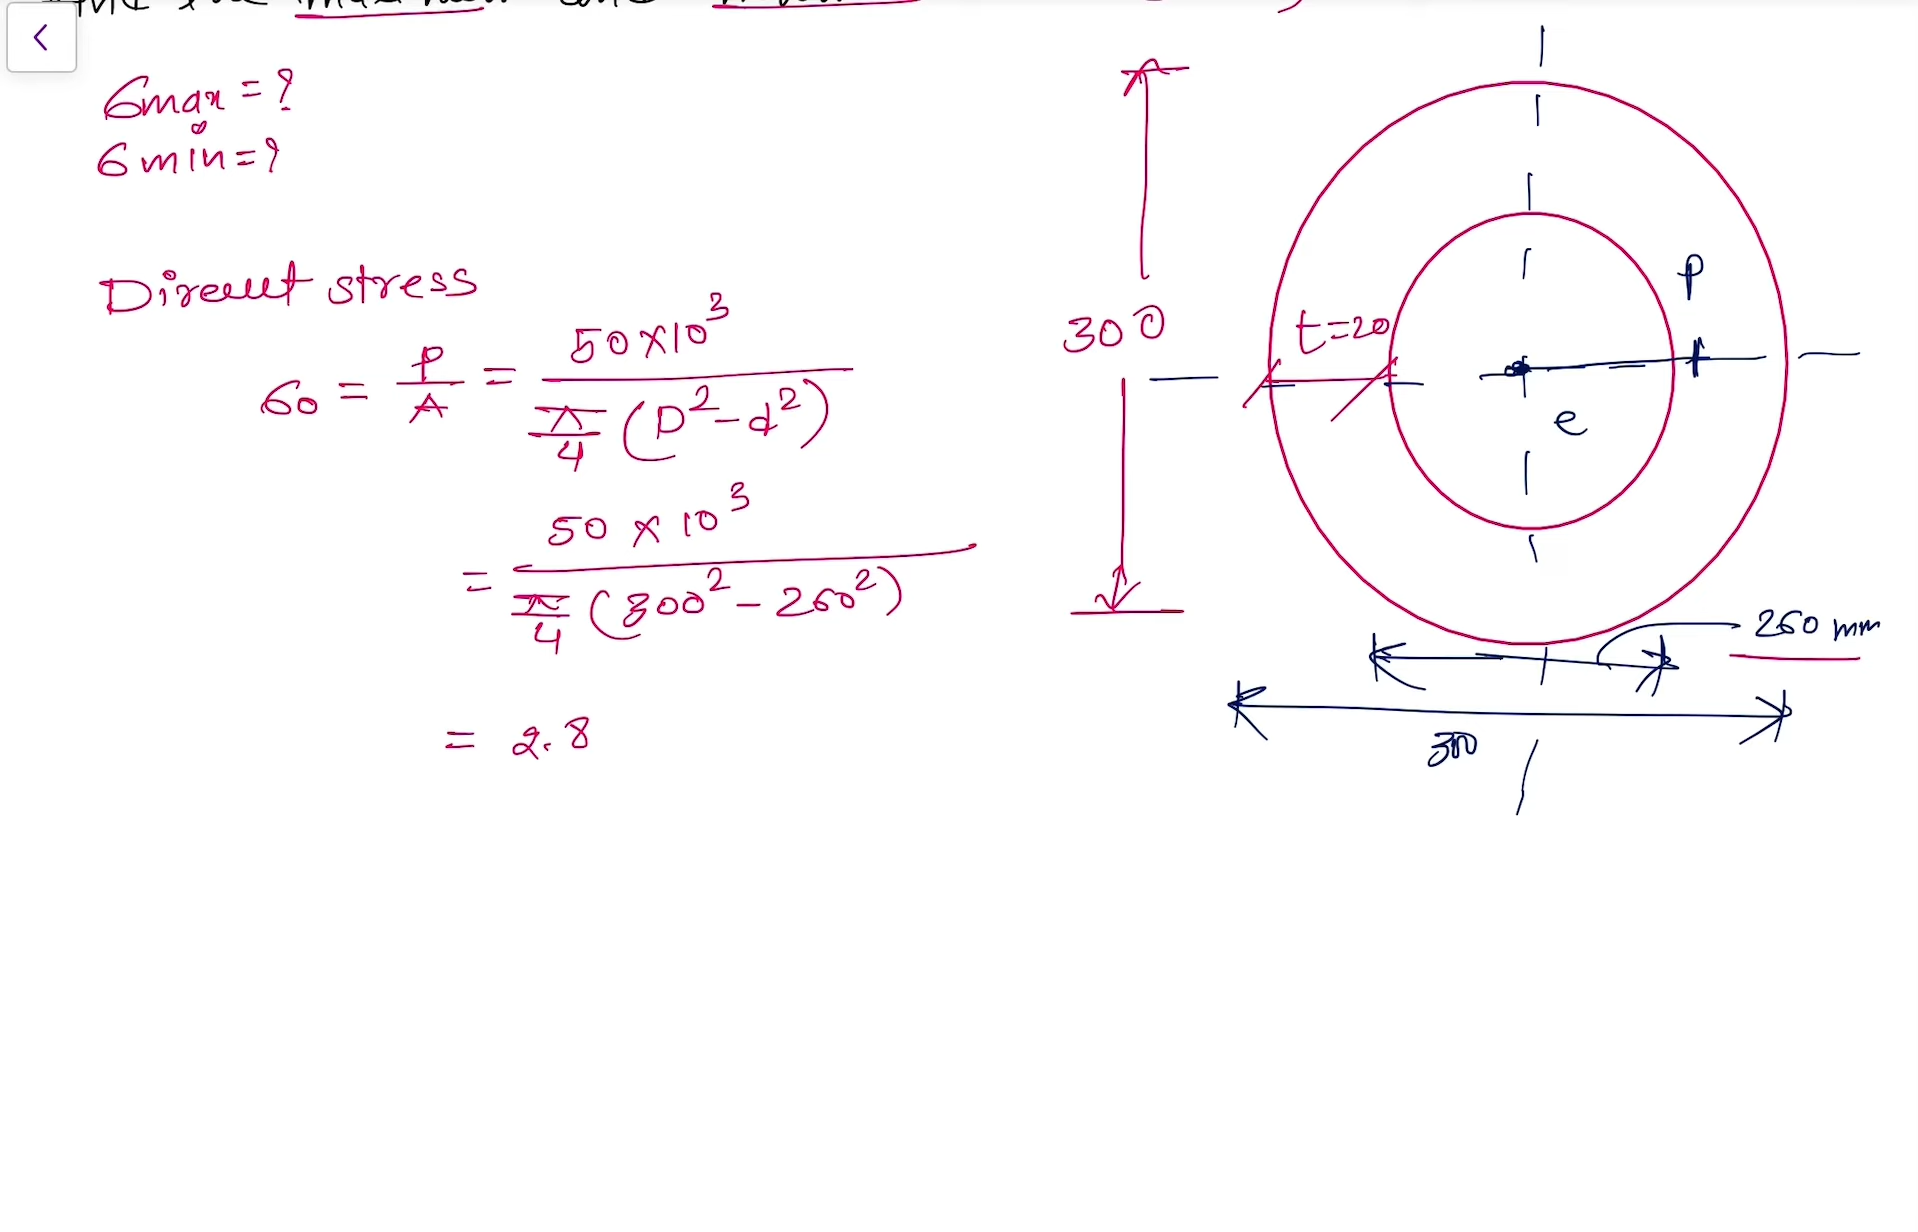 σmax = ?
σmin = ?
Direct stress
σo = P/A = 50×10³ / π/4 (D²-d²)
= 50 × 10³ / π/4 (300² - 260²)
= 2.8
300
t=20
P
e
260 mm
300